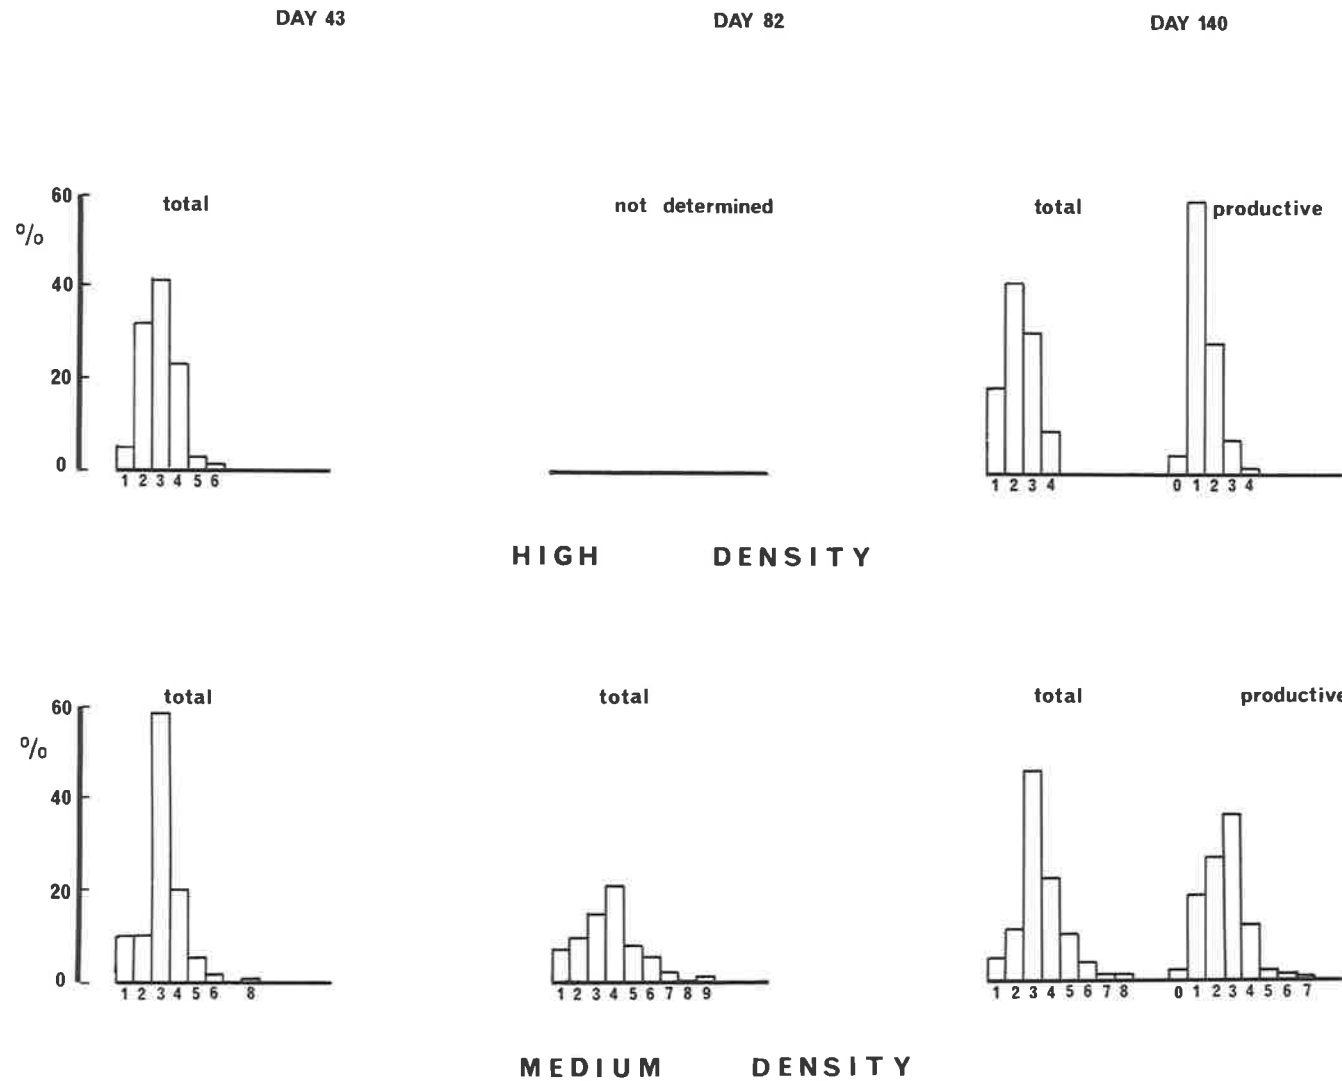 DAY 43 DAY 82 DAY 140
60 total not determined total productive
%
40
20
0
1 2 3 4 5 6 1 2 3 4 0 1 2 3 4
HIGH DENSITY
60 total total total productive
%
40
20
0
1 2 3 4 5 6 8 1 2 3 4 5 6 7 8 9 1 2 3 4 5 6 7 8 0 1 2 3 4 5 6 7
MEDIUM DENSITY